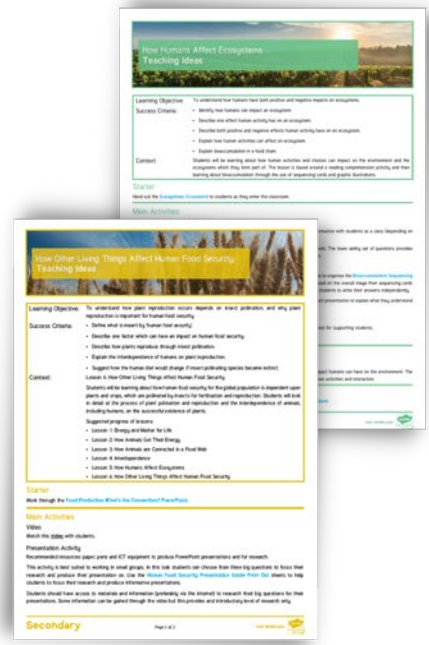 How Humans Affect Ecosystems
Teaching Ideas
Learning Objective: To understand how humans have both positive and negative impacts on ecosystems.
Success Criteria: • Identify how humans can impact an ecosystem.
• Describe one effect human activity has on an ecosystem.
• Describe both positive and negative effects human activity have on an ecosystem.
• Explain how human activities can affect an ecosystem.
• Explain bioaccumulation in a food chain.
Context: Students will be learning about how human activities and choices can impact on the environment and the
ecosystems which they form part of. The lesson is based around a reading comprehension activity and then
learning about bioaccumulation through the use of sequencing cards and graphic illustrations.
Starter
Hand out the Ecosystems Crossword to students as they enter the classroom.
Main Activities
How Other Living Things Affect Human Food Security
Teaching Ideas
Learning Objective: To understand how plant reproduction occurs depends on insect pollination, and why plant
reproduction is important for human food security.
Success Criteria: • Define what is meant by 'human food security'.
• Describe one factor which can have an impact on human food security.
• Describe how plants reproduce through insect pollination.
• Explain the interdependence of humans on plant reproduction.
• Suggest how the human diet would change if insect pollinating species became extinct.
Context: Lesson 6: How Other Living Things Affect Human Food Security
Students will be learning about how human food security for the global population is dependent upon
plants and crops, which are pollinated by insects for fertilisation and reproduction. Students will look
in detail at the process of plant pollination and reproduction and the interdependence of animals,
including humans, on the successful existence of plants.
Suggested progress of lessons:
• Lesson 1: Energy and Matter for Life
• Lesson 2: How Animals Get Their Energy
• Lesson 3: How Animals are Connected in a Food Web
• Lesson 4: Interdependence
• Lesson 5: How Humans Affect Ecosystems
• Lesson 6: How Other Living Things Affect Human Food Security
Starter
Work through the Food Production What's the Connection? PowerPoint.
Main Activities
Video
Watch this video with students.
Presentation Activity
Recommended resources: paper, pens and ICT equipment to produce PowerPoint presentations and for research.
This activity is best suited to working in small groups. In this task students can choose from three big questions to focus their
research and produce their presentation on. Use the Human Food Security Presentation Guide Print Out sheets to help
students to focus their research and produce informative presentations.
Students should have access to materials and information (preferably via the internet) to research their big questions for their
presentations. Some information can be gained through the video but this provides and introductory level of research only.
Secondary
Page 1 of 2